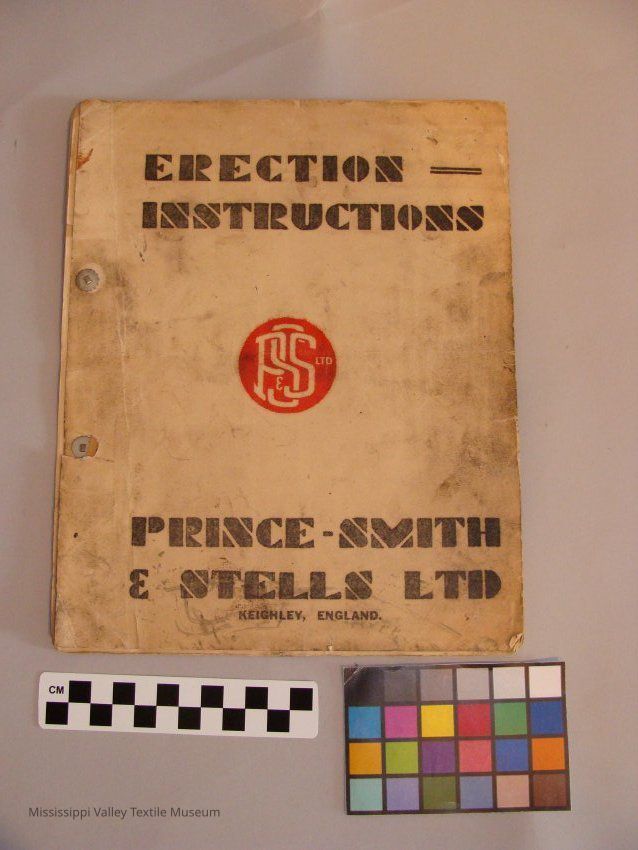 ERECTION =
INSTRUCTIONS
PS&S LTD
PRINCE-SMITH
& STELLS LTD
KEIGHLEY, ENGLAND.
CM
Mississippi Valley Textile Museum